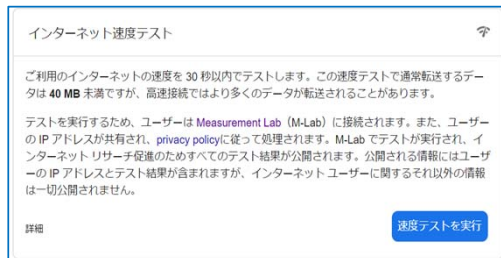 インターネット速度テスト
ご利用のインターネットの速度を 30 秒以内でテストします。この速度テストで通常転送するデー
タは 40 MB 未満ですが、高速接続ではより多くのデータが転送されることがあります。
テストを実行するため、ユーザーは Measurement Lab（M-Lab）に接続されます。また、ユーザー
の IP アドレスが共有され、privacy policyに従って処理されます。M-Lab でテストが実行され、イ
ンターネット リサーチ促進のためすべてのテスト結果が公開されます。公開される情報にはユーザ
ーの IP アドレスとテスト結果が含まれますが、インターネット ユーザーに関するそれ以外の情報
は一切公開されません。
詳細
速度テストを実行